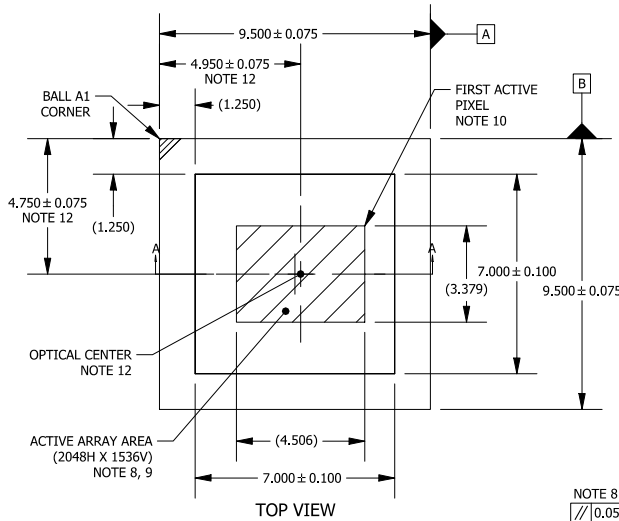 9.500 ± 0.075
A
4.950 ± 0.075
NOTE 12
B
BALL A1
CORNER
(1.250)
FIRST ACTIVE
PIXEL
NOTE 10
4.750 ± 0.075
NOTE 12
(1.250)
A
A
(3.379)
7.000 ± 0.100
9.500 ± 0.075
OPTICAL CENTER
NOTE 12
ACTIVE ARRAY AREA
(2048H X 1536V)
NOTE 8, 9
(4.506)
7.000 ± 0.100
TOP VIEW
NOTE 8
// 0.05